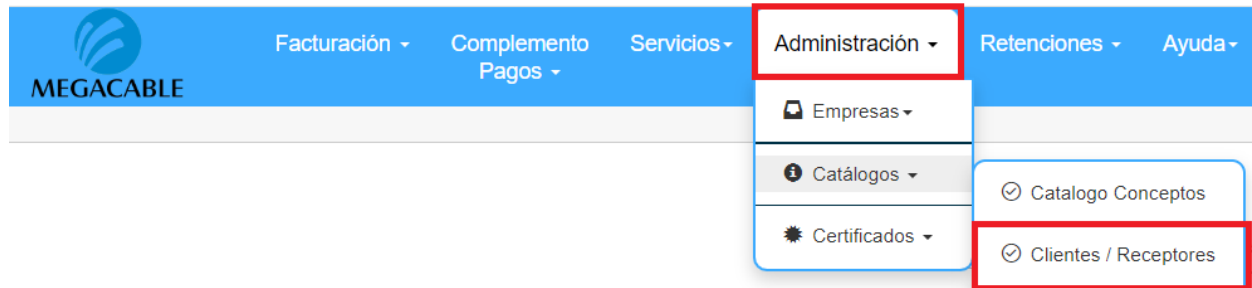 MEGACABLE
Facturación
Complemento
Pagos
Servicios
Administración
Retenciones
Ayuda
Empresas
Catálogos
Certificados
Catalogo Conceptos
Clientes / Receptores